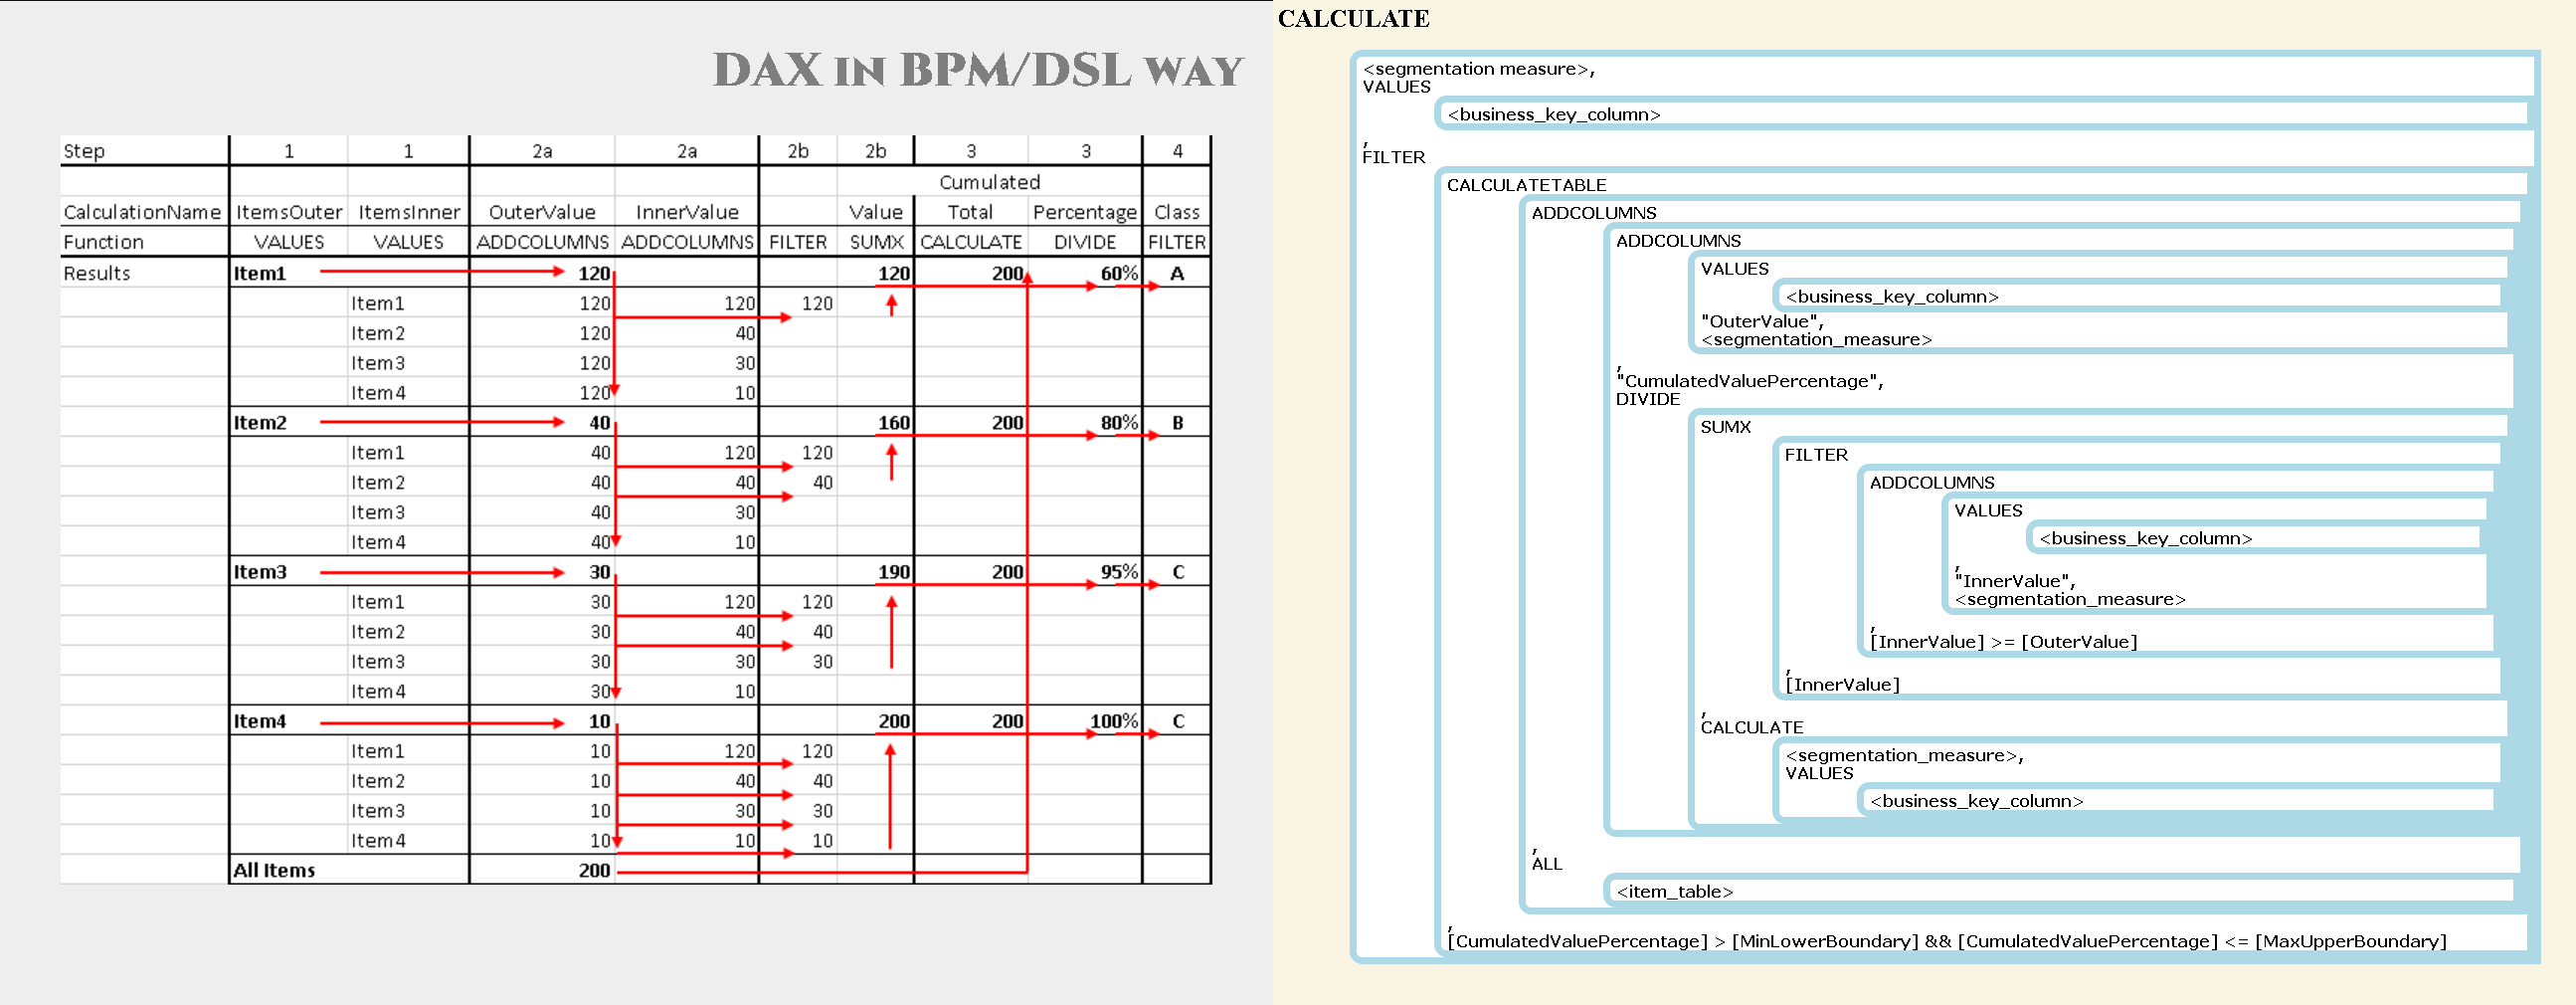 DAX IN BPM/DSL WAY
Step 1 1 2a 2a 2b 2b 3 3 4
Cumulated
CalculationName ItemsOuter ItemsInner OuterValue InnerValue Value Total Percentage Class
Function VALUES VALUES ADDCOLUMNS ADDCOLUMNS FILTER SUMX CALCULATE DIVIDE FILTER
Results Item1 120 120 200 60% A
Item1 120 120 120
Item2 120 40
Item3 120 30
Item4 120 10
Item2 40 160 200 80% B
Item1 40 120 120
Item2 40 40 40
Item3 40 30
Item4 40 10
Item3 30 190 200 95% C
Item1 30 120 120
Item2 30 40 40
Item3 30 30 30
Item4 30 10
Item4 10 200 200 100% C
Item1 10 120 120
Item2 10 40 40
Item3 10 30 30
Item4 10 10 10
All Items 200
CALCULATE
<segmentation measure>,
VALUES
<business_key_column>
,
FILTER
CALCULATETABLE
ADDCOLUMNS
ADDCOLUMNS
VALUES
<business_key_column>
"OuterValue",
<segmentation_measure>
,
"CumulatedValuePercentage",
DIVIDE
SUMX
FILTER
ADDCOLUMNS
VALUES
<business_key_column>
,
"InnerValue",
<segmentation_measure>
,
[InnerValue] >= [OuterValue]
,
[InnerValue]
,
CALCULATE
<segmentation_measure>,
VALUES
<business_key_column>
,
ALL
<item_table>
,
[CumulatedValuePercentage] > [MinLowerBoundary] && [CumulatedValuePercentage] <= [MaxUpperBoundary]